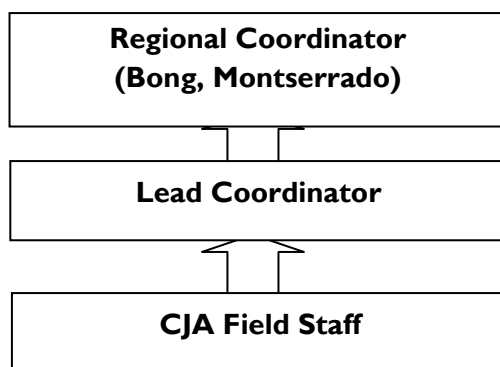 Regional Coordinator
(Bong, Montserrado)
Lead Coordinator
CJA Field Staff